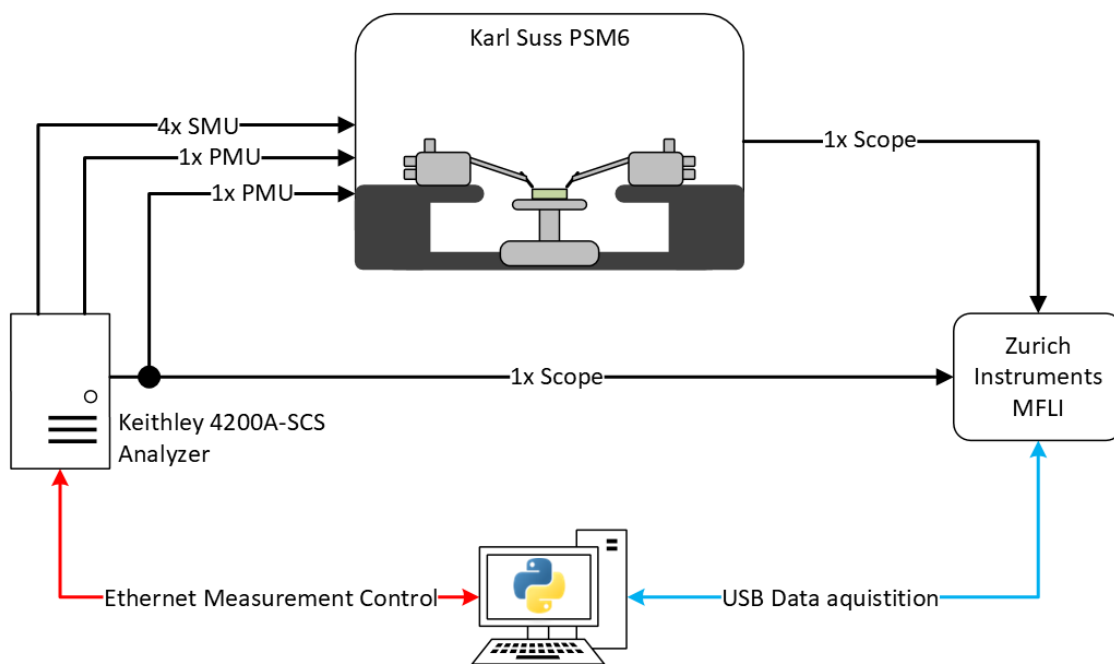 Karl Suss PSM6
4x SMU
1x PMU
1x PMU
1x Scope
1x Scope
Zurich
Instruments
MFLI
Keithley 4200A-SCS
Analyzer
Ethernet Measurement Control
USB Data aquistition